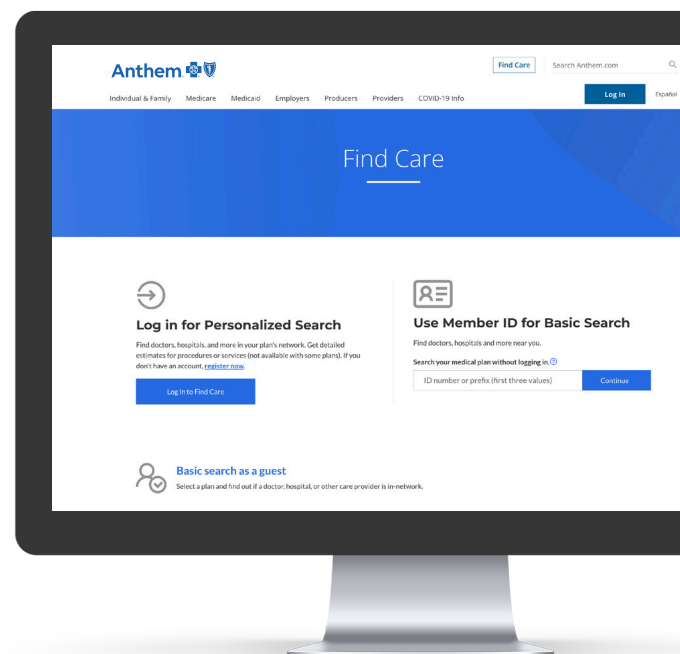 Anthem
Find Care
Search Anthem.com
Individual & Family Medicare Medicaid Employers Producers Providers COVID-19 Info
Log In
Español
Find Care
Log in for Personalized Search
Find doctors, hospitals, and more in your plan's network. Get detailed
estimates for procedures or services (not available with some plans). If you
don't have an account, register now.
Log In to Find Care
Use Member ID for Basic Search
Find doctors, hospitals and more near you.
Search your medical plan without logging in. ?
ID number or prefix (first three values)
Continue
Basic search as a guest
Select a plan and find out if a doctor, hospital, or other care provider is in-network.